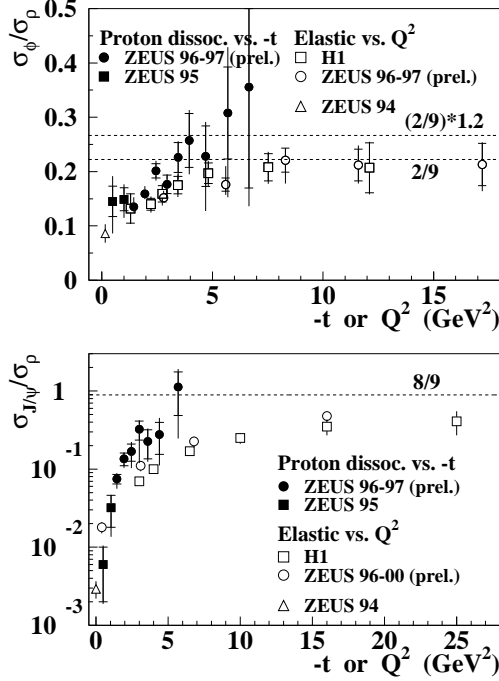 σϕ/σρ
0.5
0.4
0.3
0.2
0.1
0
Proton dissoc. vs. -t
ZEUS 96-97 (prel.)
ZEUS 95
Elastic vs. Q²
H1
ZEUS 96-97 (prel.)
ZEUS 94
(2/9)*1.2
2/9
0 5 10 15
-t or Q² (GeV²)
σJ/ψ/σρ
1
10 -1
10 -2
10 -3
8/9
Proton dissoc. vs. -t
ZEUS 96-97 (prel.)
ZEUS 95
Elastic vs. Q²
H1
ZEUS 96-00 (prel.)
ZEUS 94
0 5 10 15 20 25
-t or Q² (GeV²)